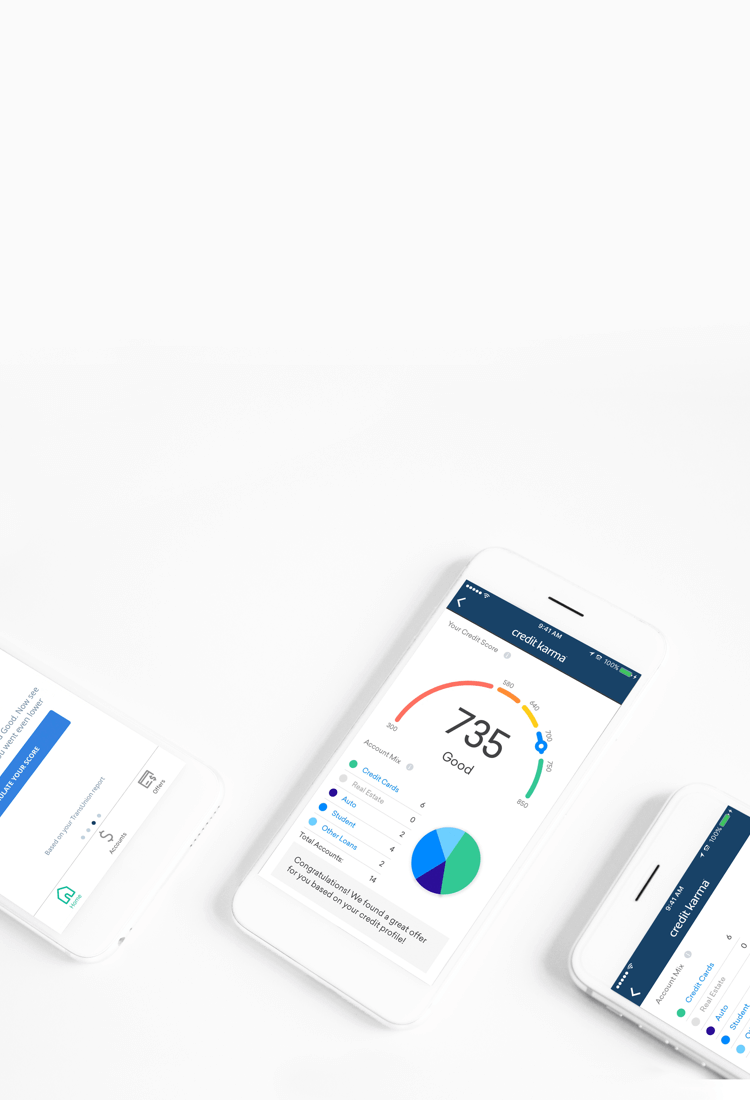 9:41 AM
100%
credit karma
Your Credit Score
300
580
640
700
750
850
735
Good
Account Mix
Credit Cards 6
Real Estate 0
Auto 2
Student 4
Other Loans 2
Total Accounts: 14
Congratulations! We found a great offer
for you based on your credit profile!
Good. Now see
you went even lower
YOUR SCORE
Based on your TransUnion report
Home
Accounts
Offers
9:41 AM
100%
credit karma
Account Mix
Credit Cards 6
Real Estate 0
Auto
Student